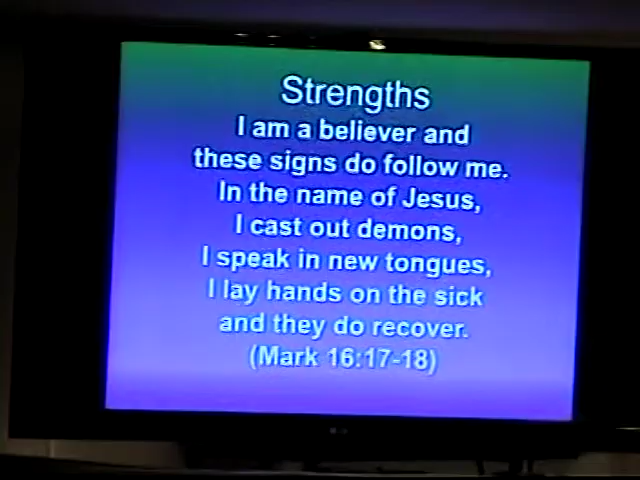 Strengths
I am a believer and
these signs do follow me.
In the name of Jesus,
I cast out demons,
I speak in new tongues,
I lay hands on the sick
and they do recover.
(Mark 16:17-18)